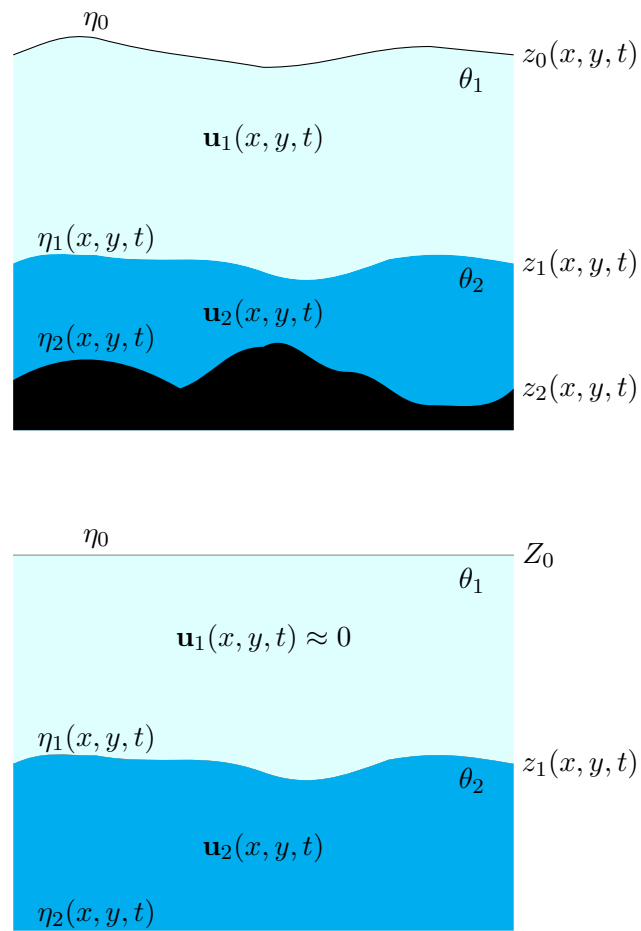 η₀
z₀(x, y, t)
θ₁
𝐮₁(x, y, t)
η₁(x, y, t)
z₁(x, y, t)
θ₂
𝐮₂(x, y, t)
η₂(x, y, t)
z₂(x, y, t)
η₀
Z₀
θ₁
𝐮₁(x, y, t) ≈ 0
η₁(x, y, t)
z₁(x, y, t)
θ₂
𝐮₂(x, y, t)
η₂(x, y, t)